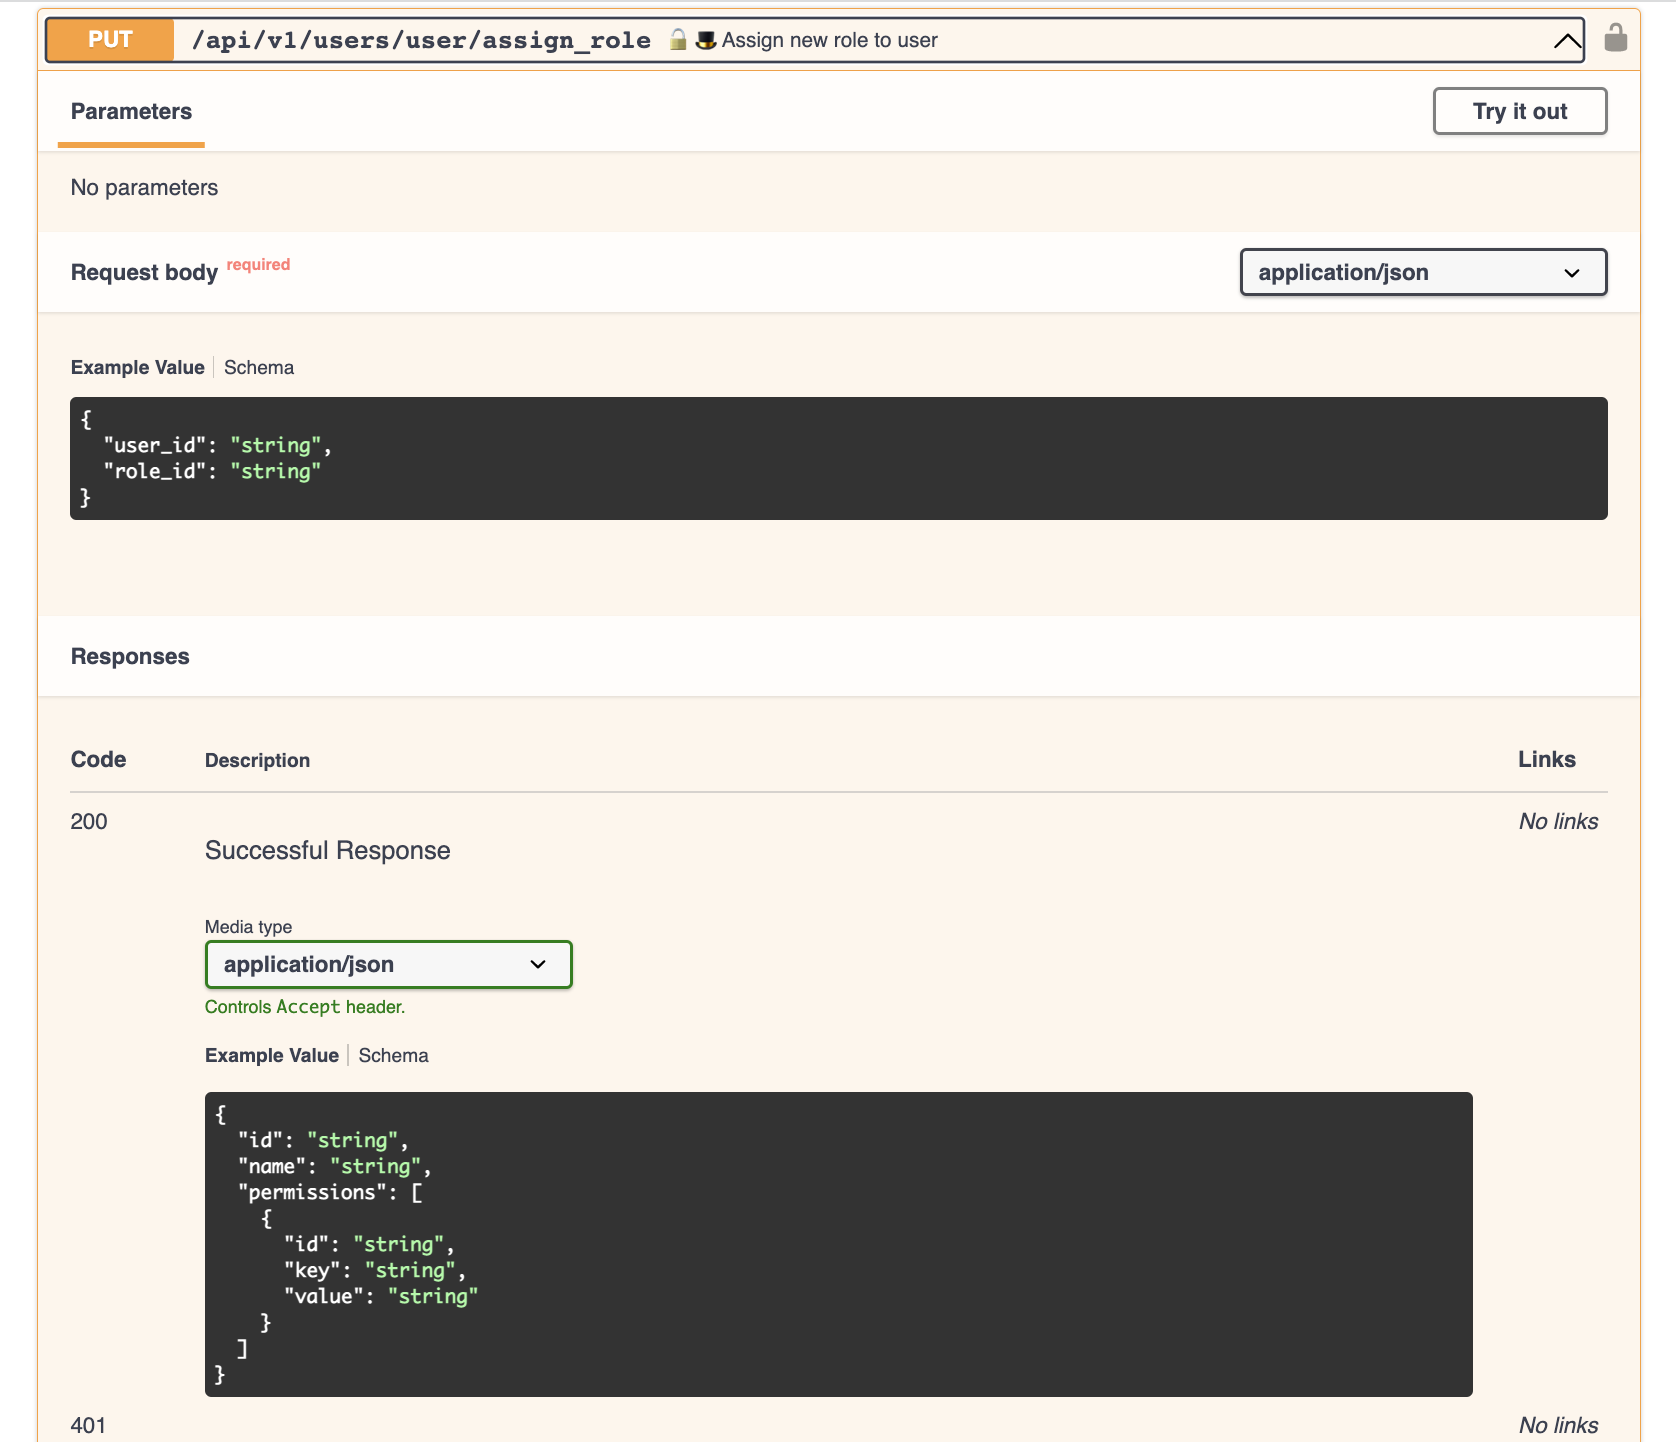 PUT /api/v1/users/user/assign_role 🔓 🎩 Assign new role to user
Parameters
Try it out
No parameters
Request body required
application/json
Example Value Schema
{
  "user_id": "string",
  "role_id": "string"
}
Responses
Code Description Links
200 No links
Successful Response
Media type
application/json
Controls Accept header.
Example Value Schema
{
  "id": "string",
  "name": "string",
  "permissions": [
    {
      "id": "string",
      "key": "string",
      "value": "string"
    }
  ]
}
401 No links